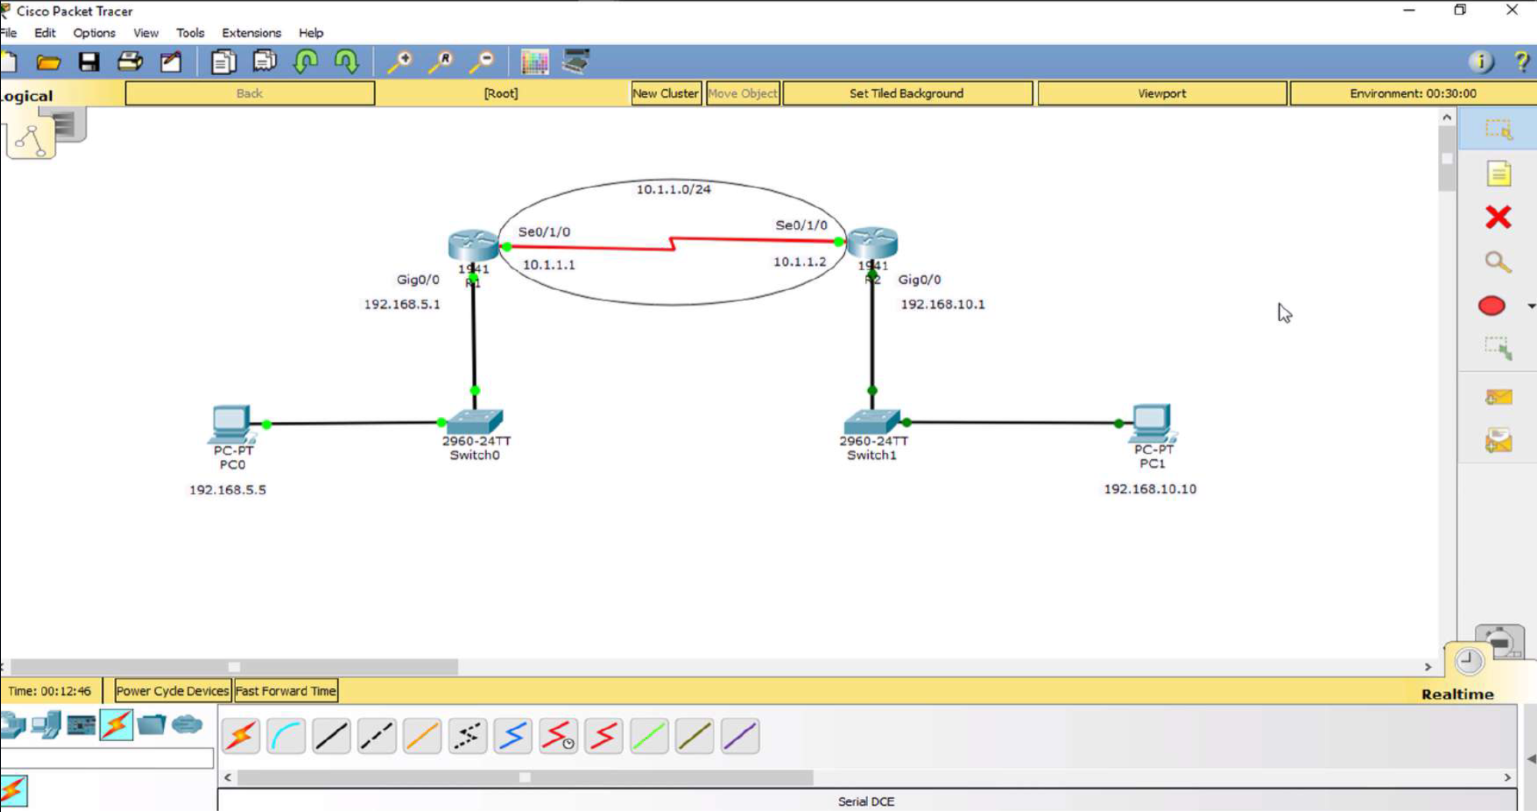 Cisco Packet Tracer
File Edit Options View Tools Extensions Help
Logical Back [Root] New Cluster Move Object Set Tiled Background Viewport Environment: 00:30:00
10.1.1.0/24
Se0/1/0 Se0/1/0
10.1.1.1 10.1.1.2
1941 1941
R1 R2
Gig0/0 Gig0/0
192.168.5.1 192.168.10.1
2960-24TT 2960-24TT
Switch0 Switch1
PC-PT PC-PT
PC0 PC1
192.168.5.5 192.168.10.10
Time: 00:12:46 Power Cycle Devices Fast Forward Time Realtime
Serial DCE